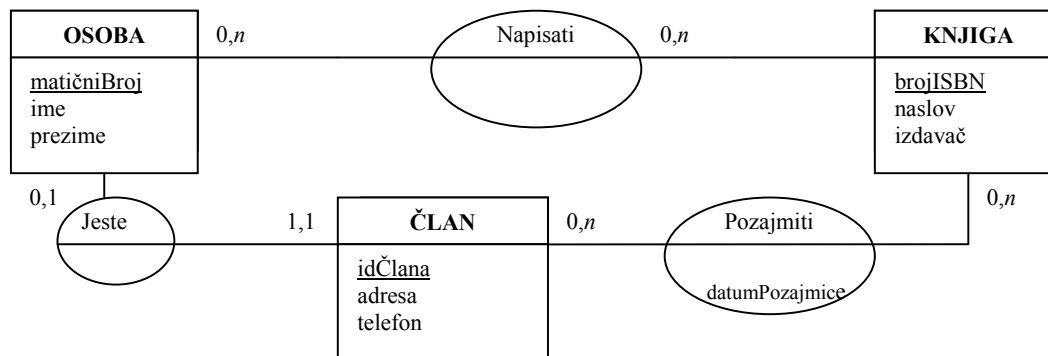 OSOBA
0,n
Napisati
0,n
KNJIGA
matičniBroj
ime
prezime
brojISBN
naslov
izdavač
0,1
Jeste
1,1
ČLAN
0,n
Pozajmiti
0,n
idČlana
adresa
telefon
datumPozajmice